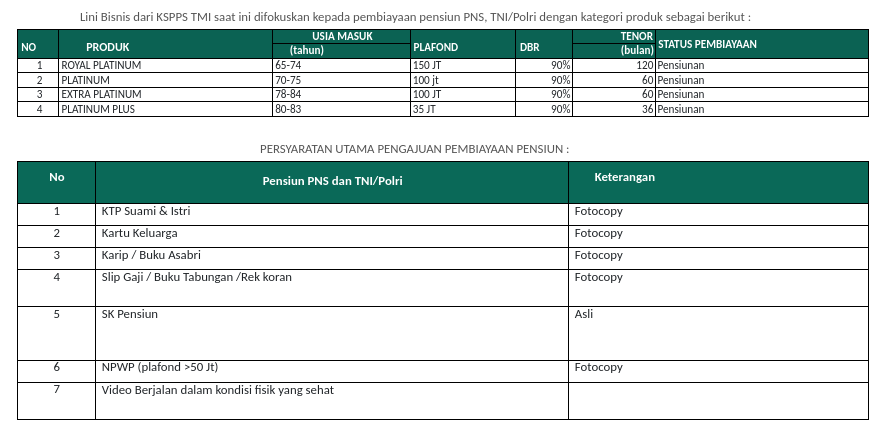 Lini Bisnis dari KSPPS TMI saat ini difokuskan kepada pembiayaan pensiun PNS, TNI/Polri dengan kategori produk sebagai berikut :
NO PRODUK USIA MASUK (tahun) PLAFOND DBR TENOR (bulan) STATUS PEMBIAYAAN
1 ROYAL PLATINUM 65-74 150 JT 90% 120 Pensiunan
2 PLATINUM 70-75 100 jt 90% 60 Pensiunan
3 EXTRA PLATINUM 78-84 100 JT 90% 60 Pensiunan
4 PLATINUM PLUS 80-83 35 JT 90% 36 Pensiunan
PERSYARATAN UTAMA PENGAJUAN PEMBIAYAAN PENSIUN :
No Pensiun PNS dan TNI/Polri Keterangan
1 KTP Suami & Istri Fotocopy
2 Kartu Keluarga Fotocopy
3 Karip / Buku Asabri Fotocopy
4 Slip Gaji / Buku Tabungan /Rek koran Fotocopy
5 SK Pensiun Asli
6 NPWP (plafond >50 Jt) Fotocopy
7 Video Berjalan dalam kondisi fisik yang sehat